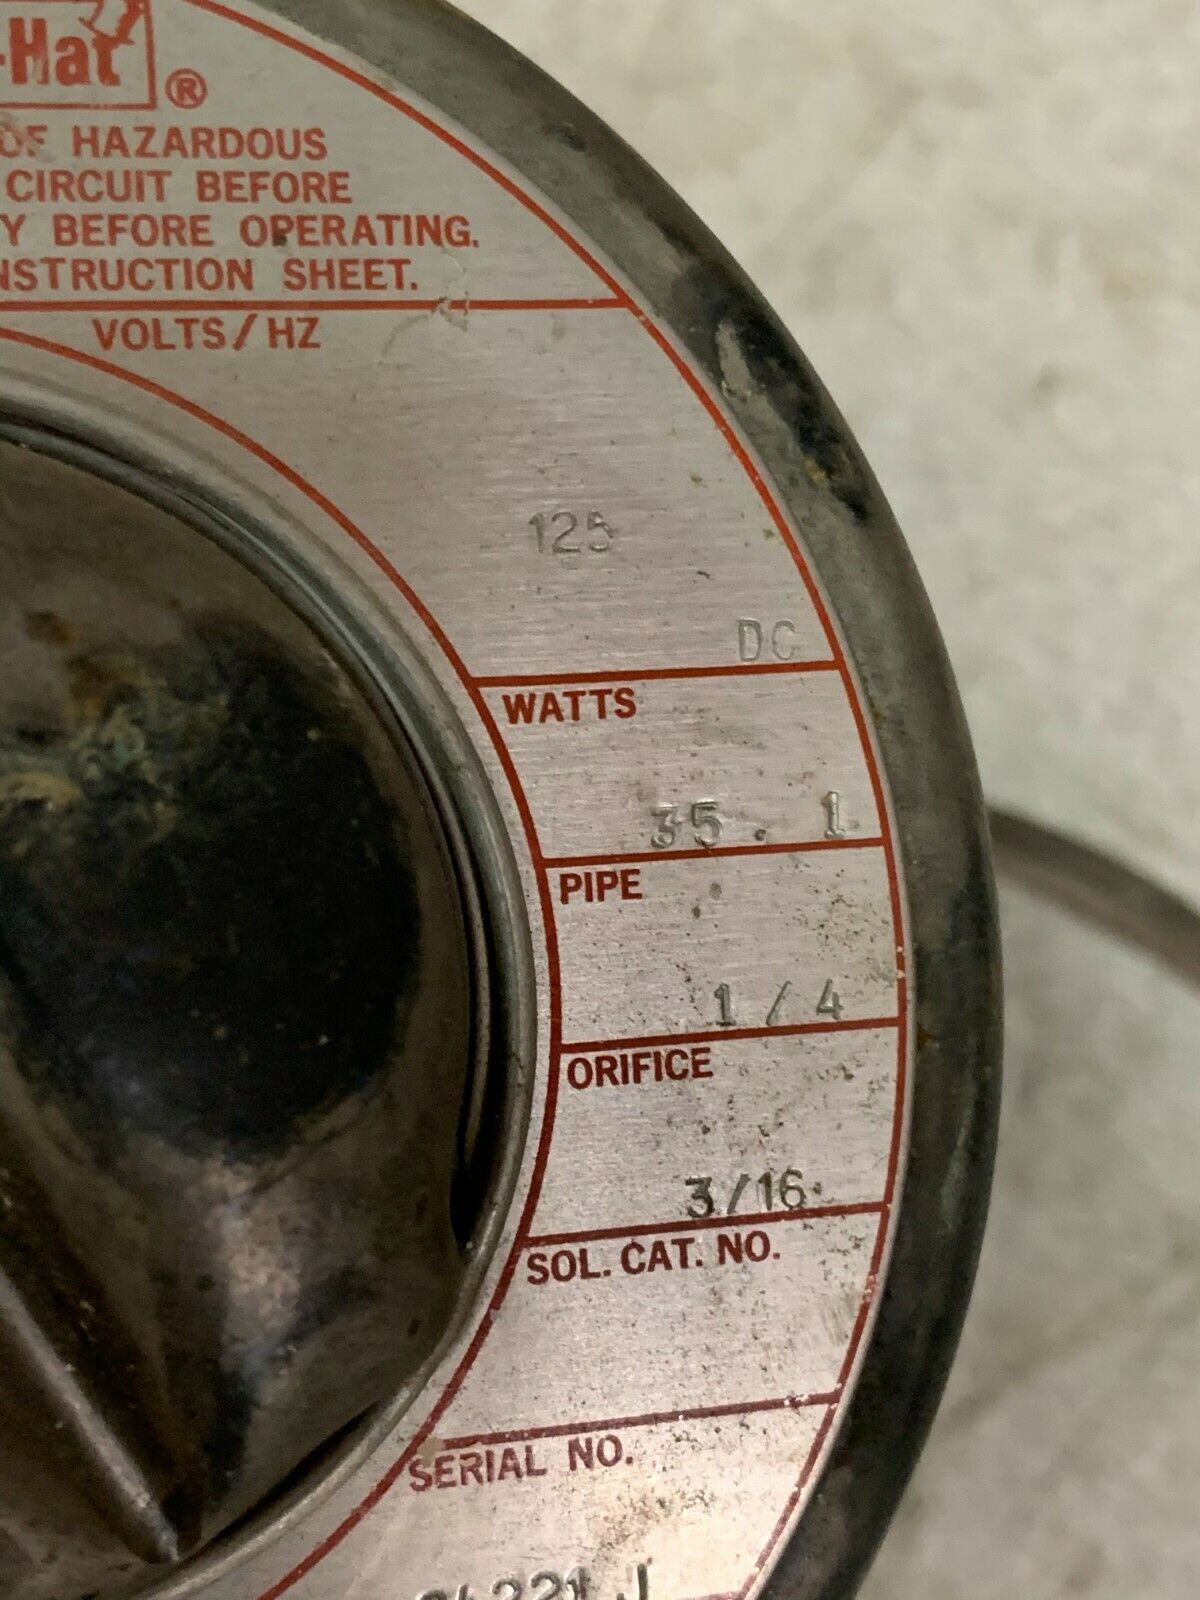 -Hat ®
OF HAZARDOUS
CIRCUIT BEFORE
Y BEFORE OPERATING.
NSTRUCTION SHEET.
VOLTS/HZ
125
DC
WATTS
35.1
PIPE
1/4
ORIFICE
3/16
SOL. CAT. NO.
SERIAL NO.